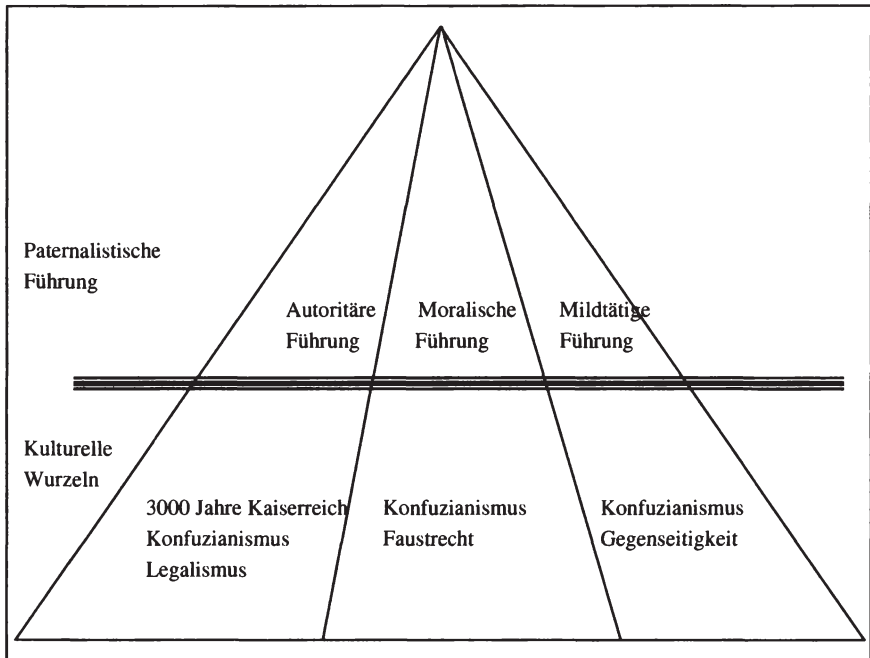 Paternalistische
Führung
Autoritäre
Führung
Moralische
Führung
Mildtätige
Führung
Kulturelle
Wurzeln
3000 Jahre Kaiserreich
Konfuzianismus
Legalismus
Konfuzianismus
Faustrecht
Konfuzianismus
Gegenseitigkeit